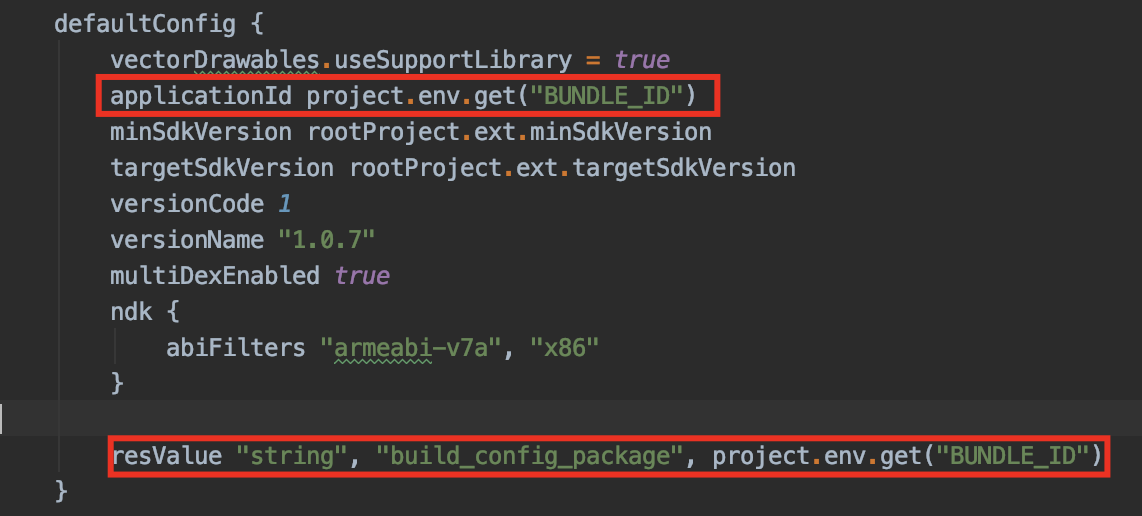 defaultConfig {
vectorDrawables.useSupportLibrary = true
applicationId project.env.get("BUNDLE_ID")
minSdkVersion rootProject.ext.minSdkVersion
targetSdkVersion rootProject.ext.targetSdkVersion
versionCode 1
versionName "1.0.7"
multiDexEnabled true
ndk {
abiFilters "armeabi-v7a", "x86"
}
resValue "string", "build_config_package", project.env.get("BUNDLE_ID")
}